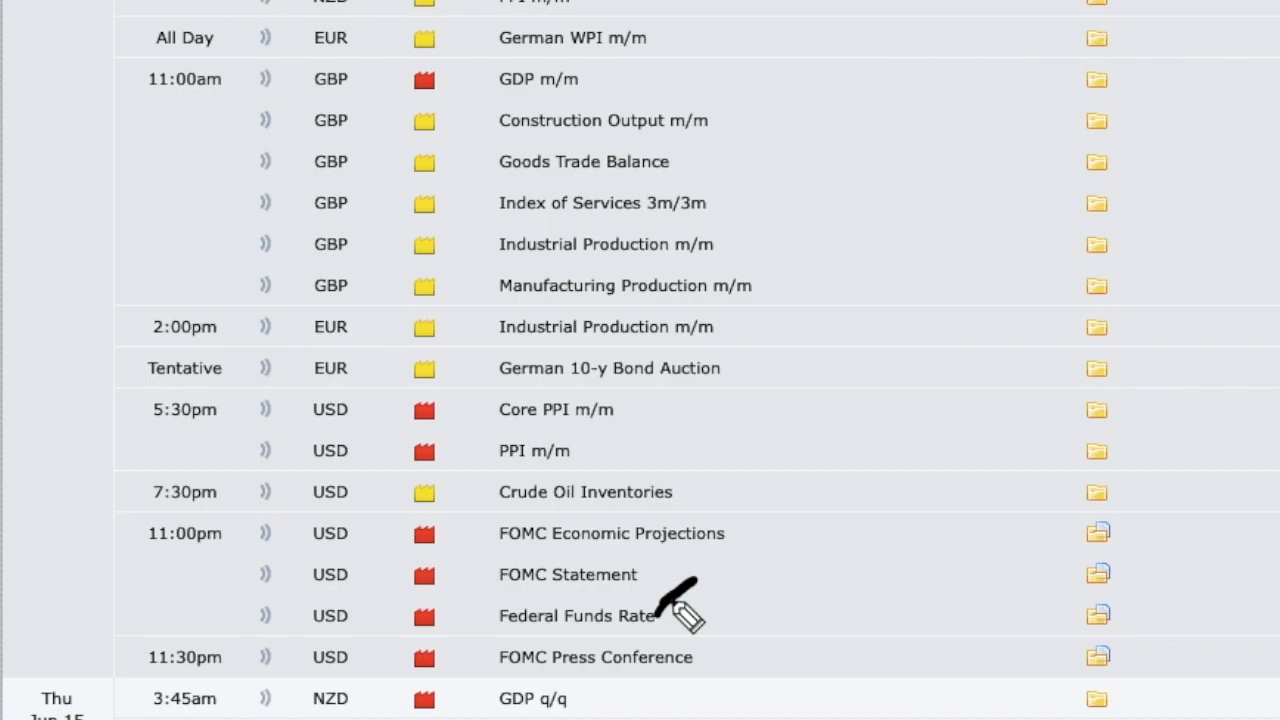 NZD PPI m/m
All Day EUR German WPI m/m
11:00am GBP GDP m/m
GBP Construction Output m/m
GBP Goods Trade Balance
GBP Index of Services 3m/3m
GBP Industrial Production m/m
GBP Manufacturing Production m/m
2:00pm EUR Industrial Production m/m
Tentative EUR German 10-y Bond Auction
5:30pm USD Core PPI m/m
USD PPI m/m
7:30pm USD Crude Oil Inventories
11:00pm USD FOMC Economic Projections
USD FOMC Statement
USD Federal Funds Rate
11:30pm USD FOMC Press Conference
Thu 3:45am NZD GDP q/q
Jun 15